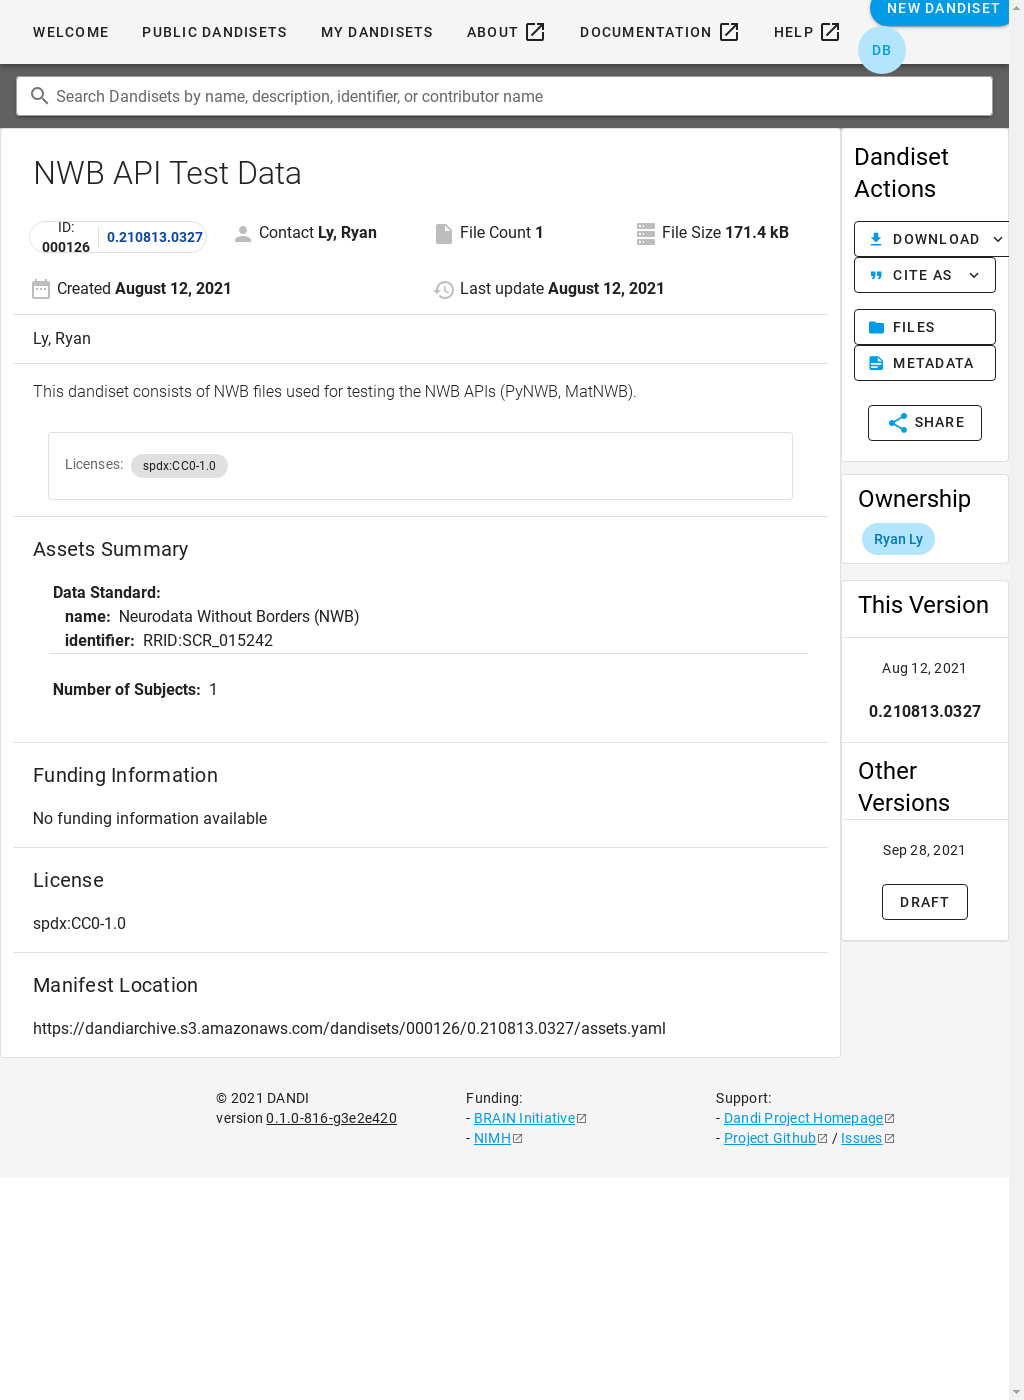 WELCOME PUBLIC DANDISETS MY DANDISETS ABOUT DOCUMENTATION HELP NEW DANDISET
DB
Search Dandisets by name, description, identifier, or contributor name
NWB API Test Data
ID: 000126 0.210813.0327 Contact Ly, Ryan File Count 1 File Size 171.4 kB
Created August 12, 2021 Last update August 12, 2021
Ly, Ryan
This dandiset consists of NWB files used for testing the NWB APIs (PyNWB, MatNWB).
Licenses: spdx:CC0-1.0
Assets Summary
Data Standard:
name: Neurodata Without Borders (NWB)
identifier: RRID:SCR_015242
Number of Subjects: 1
Funding Information
No funding information available
License
spdx:CC0-1.0
Manifest Location
https://dandiarchive.s3.amazonaws.com/dandisets/000126/0.210813.0327/assets.yaml
Dandiset
Actions
DOWNLOAD
CITE AS
FILES
METADATA
SHARE
Ownership
Ryan Ly
This Version
Aug 12, 2021
0.210813.0327
Other
Versions
Sep 28, 2021
DRAFT
© 2021 DANDI
version 0.1.0-816-g3e2e420
Funding:
- BRAIN Initiative
- NIMH
Support:
- Dandi Project Homepage
- Project Github / Issues